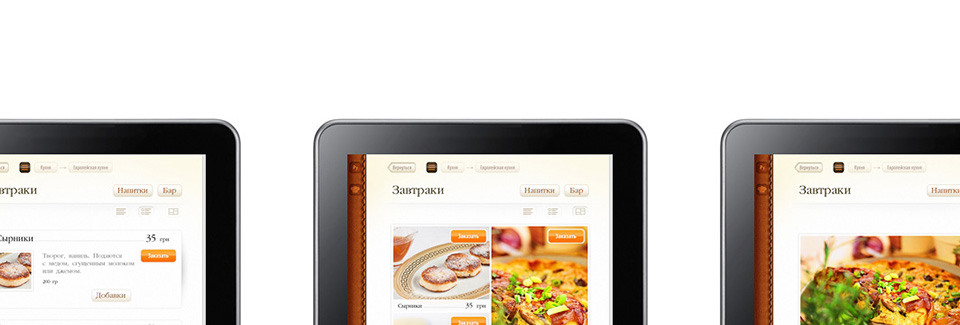 Кухня → Европейская кухня
автраки
Напитки
Бар
Сырники
35 грн
Заказать
Творог, ваниль. Подаются
с медом, сгущенным молоком
или джемом.
200 гр
Добавки
Вернуться
Кухня → Европейская кухня
Завтраки
Напитки
Бар
Заказать
Заказать
Сырники
35 грн
Заказать
Вернуться
Кухня → Европейская кухня
Завтраки
Напитки